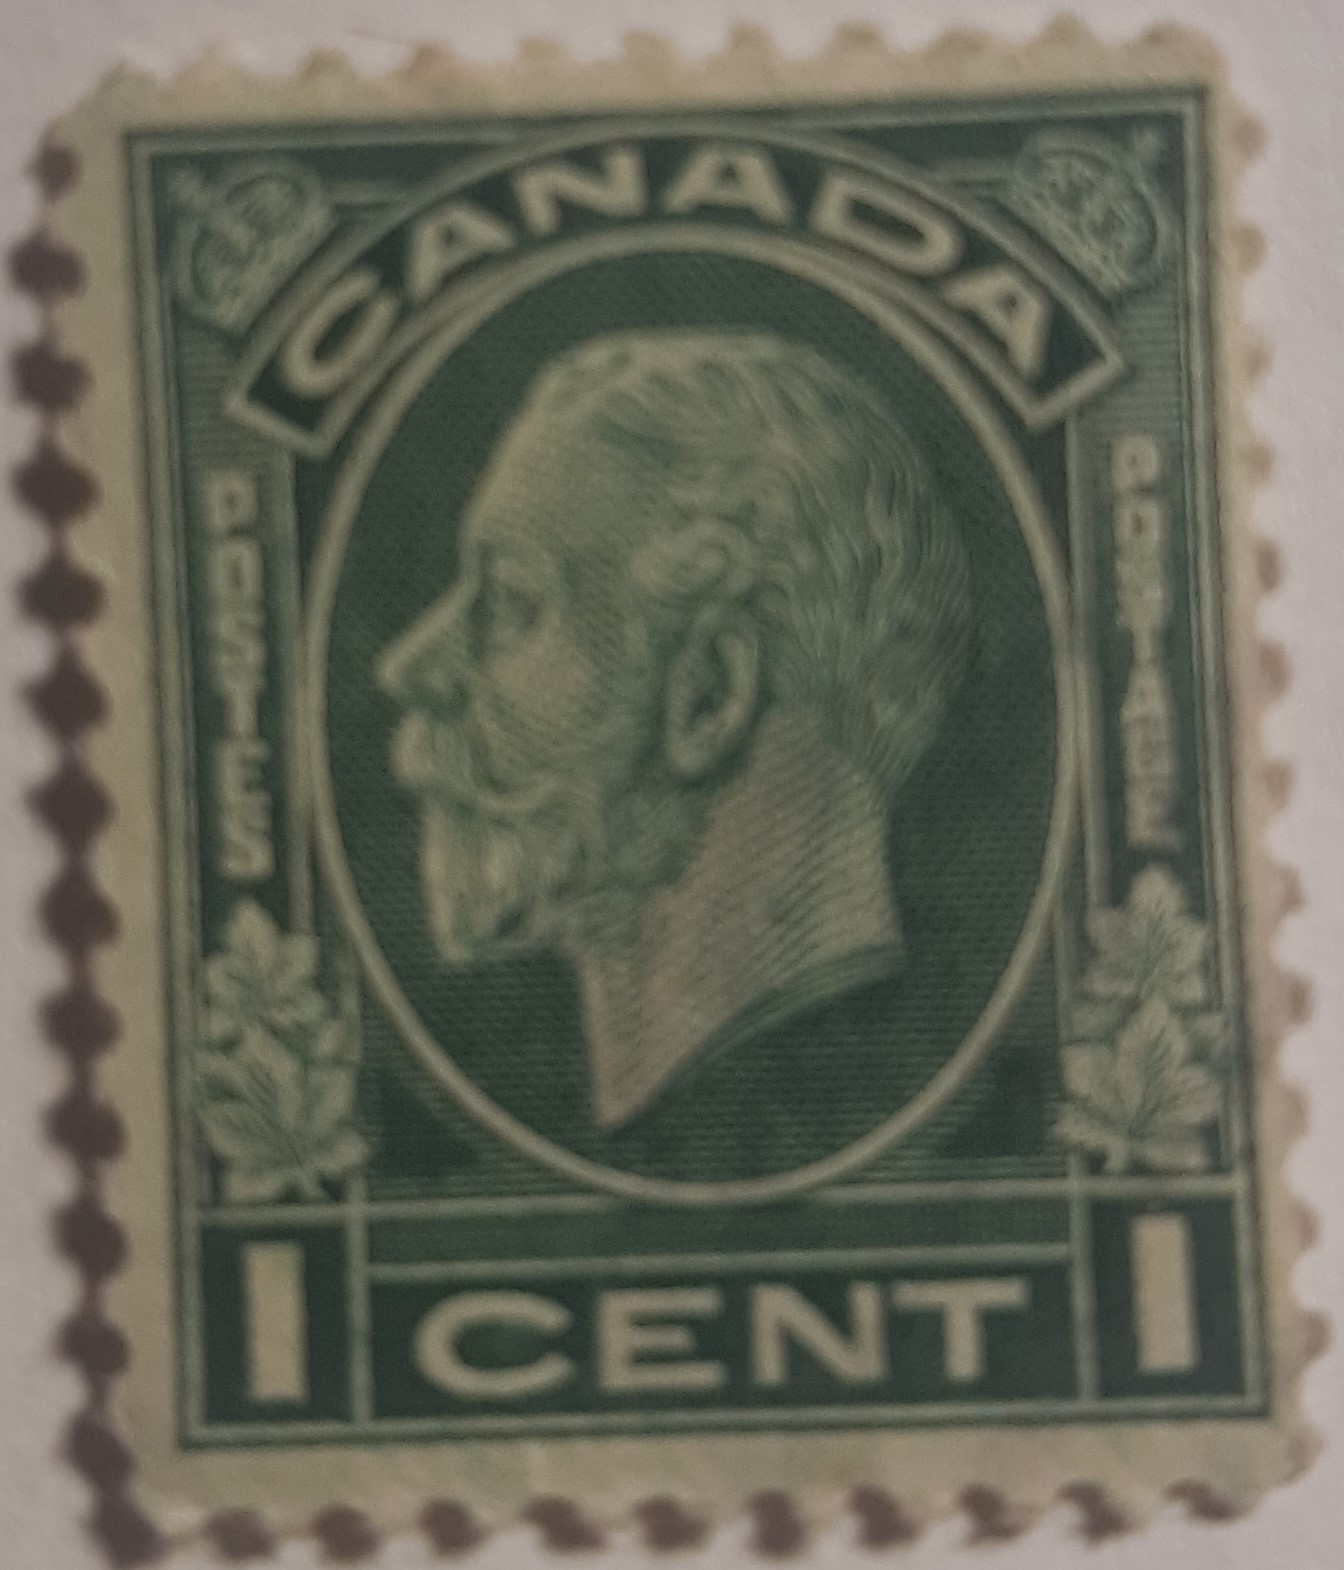 CANADA
POSTES
POSTAGE
1 CENT 1